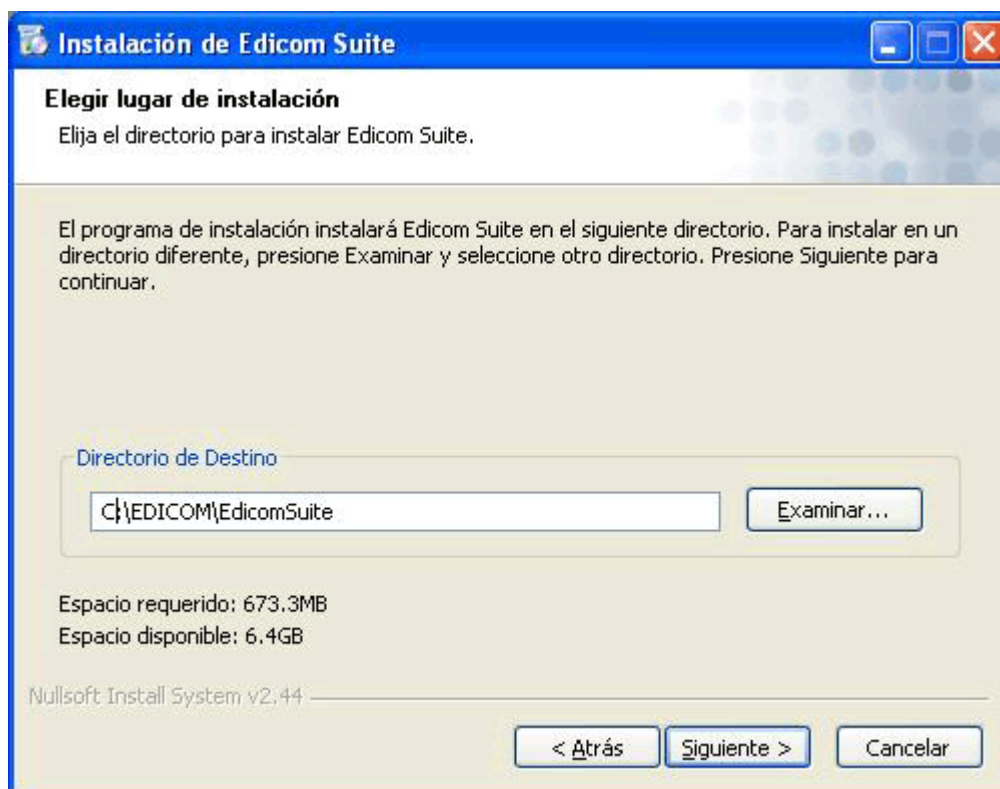 Instalación de Edicom Suite
Elegir lugar de instalación
Elija el directorio para instalar Edicom Suite.
El programa de instalación instalará Edicom Suite en el siguiente directorio. Para instalar en un
directorio diferente, presione Examinar y seleccione otro directorio. Presione Siguiente para
continuar.
Directorio de Destino
C:\EDICOM\EdicomSuite
Examinar...
Espacio requerido: 673.3MB
Espacio disponible: 6.4GB
Nullsoft Install System v2.44
< Atrás
Siguiente >
Cancelar